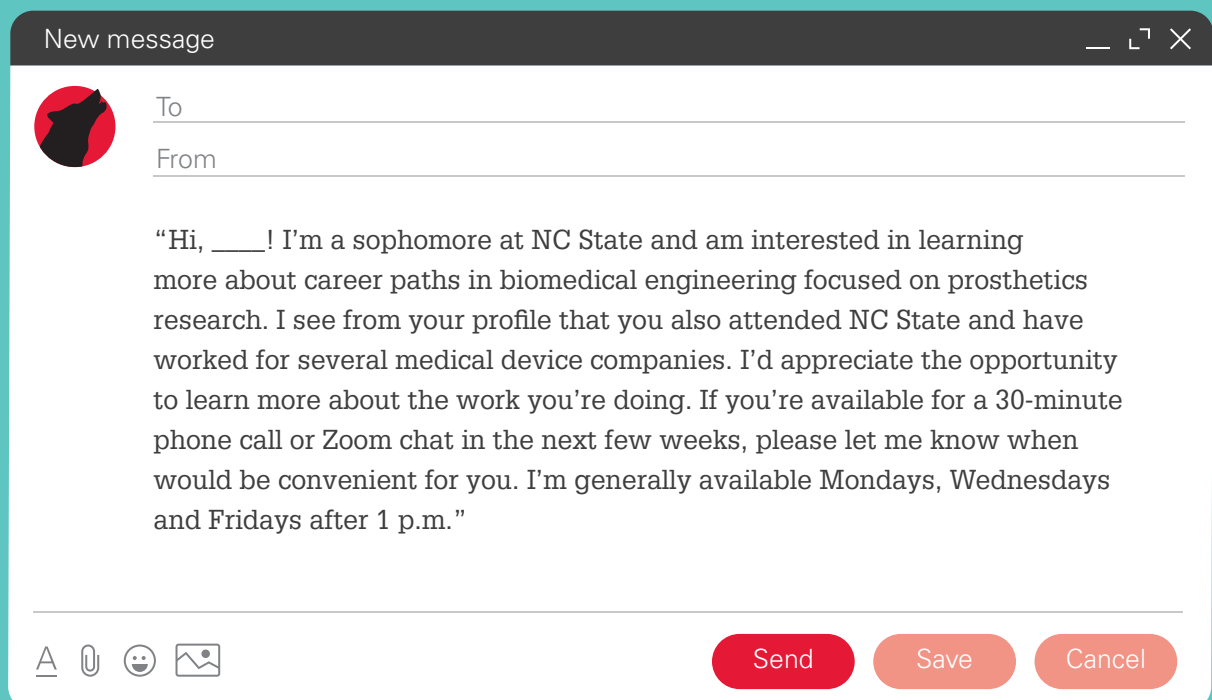 New message
To
From
“Hi, ____! I’m a sophomore at NC State and am interested in learning
more about career paths in biomedical engineering focused on prosthetics
research. I see from your profile that you also attended NC State and have
worked for several medical device companies. I’d appreciate the opportunity
to learn more about the work you’re doing. If you’re available for a 30-minute
phone call or Zoom chat in the next few weeks, please let me know when
would be convenient for you. I’m generally available Mondays, Wednesdays
and Fridays after 1 p.m.”
A
Send
Save
Cancel